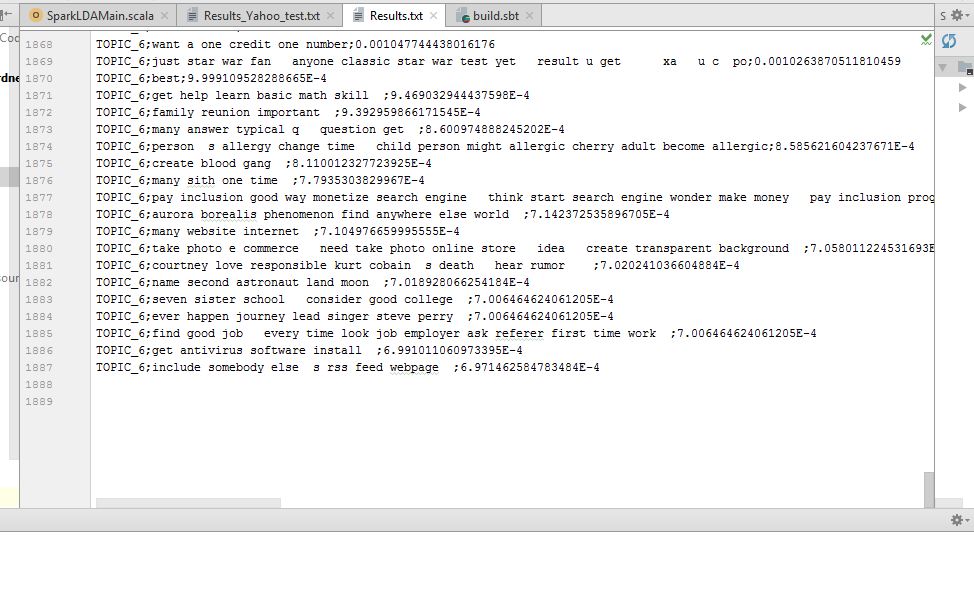 SparkLDAMain.scala Results_Yahoo_test.txt Results.txt build.sbt S
1868 TOPIC_6;want a one credit one number;0.001047744438016176
1869 TOPIC_6;just star war fan   anyone classic star war test yet   result u get      xa   u c  po;0.0010263870511810459
1870 TOPIC_6;best;9.999109528288665E-4
1871 TOPIC_6;get help learn basic math skill  ;9.469032944437598E-4
1872 TOPIC_6;family reunion important  ;9.392959866171545E-4
1873 TOPIC_6;many answer typical q   question get  ;8.600974888245202E-4
1874 TOPIC_6;person  s allergy change time   child person might allergic cherry adult become allergic;8.585621604237671E-4
1875 TOPIC_6;create blood gang  ;8.110012327723925E-4
1876 TOPIC_6;many sith one time  ;7.7935303829967E-4
1877 TOPIC_6;pay inclusion good way monetize search engine   think start search engine wonder make money   pay inclusion prog
1878 TOPIC_6;aurora borealis phenomenon find anywhere else world  ;7.142372535896705E-4
1879 TOPIC_6;many website internet  ;7.104976659995555E-4
1880 TOPIC_6;take photo e commerce   need take photo online store   idea   create transparent background  ;7.058011224531693E
1881 TOPIC_6;courtney love responsible kurt cobain  s death   hear rumor    ;7.020241036604884E-4
1882 TOPIC_6;name second astronaut land moon  ;7.018928066254184E-4
1883 TOPIC_6;seven sister school   consider good college  ;7.006464624061205E-4
1884 TOPIC_6;ever happen journey lead singer steve perry  ;7.006464624061205E-4
1885 TOPIC_6;find good job   every time look job employer ask referer first time work  ;7.006464624061205E-4
1886 TOPIC_6;get antivirus software install  ;6.991011060973395E-4
1887 TOPIC_6;include somebody else  s rss feed webpage  ;6.971462584783484E-4
1888
1889